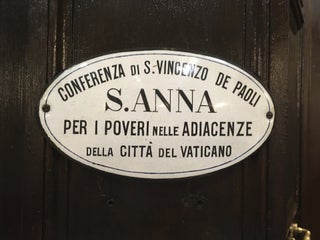 CONFERENZA DI S. VINCENZO DE PAOLI
S. ANNA
PER I POVERI NELLE ADIACENZE
DELLA CITTÀ DEL VATICANO